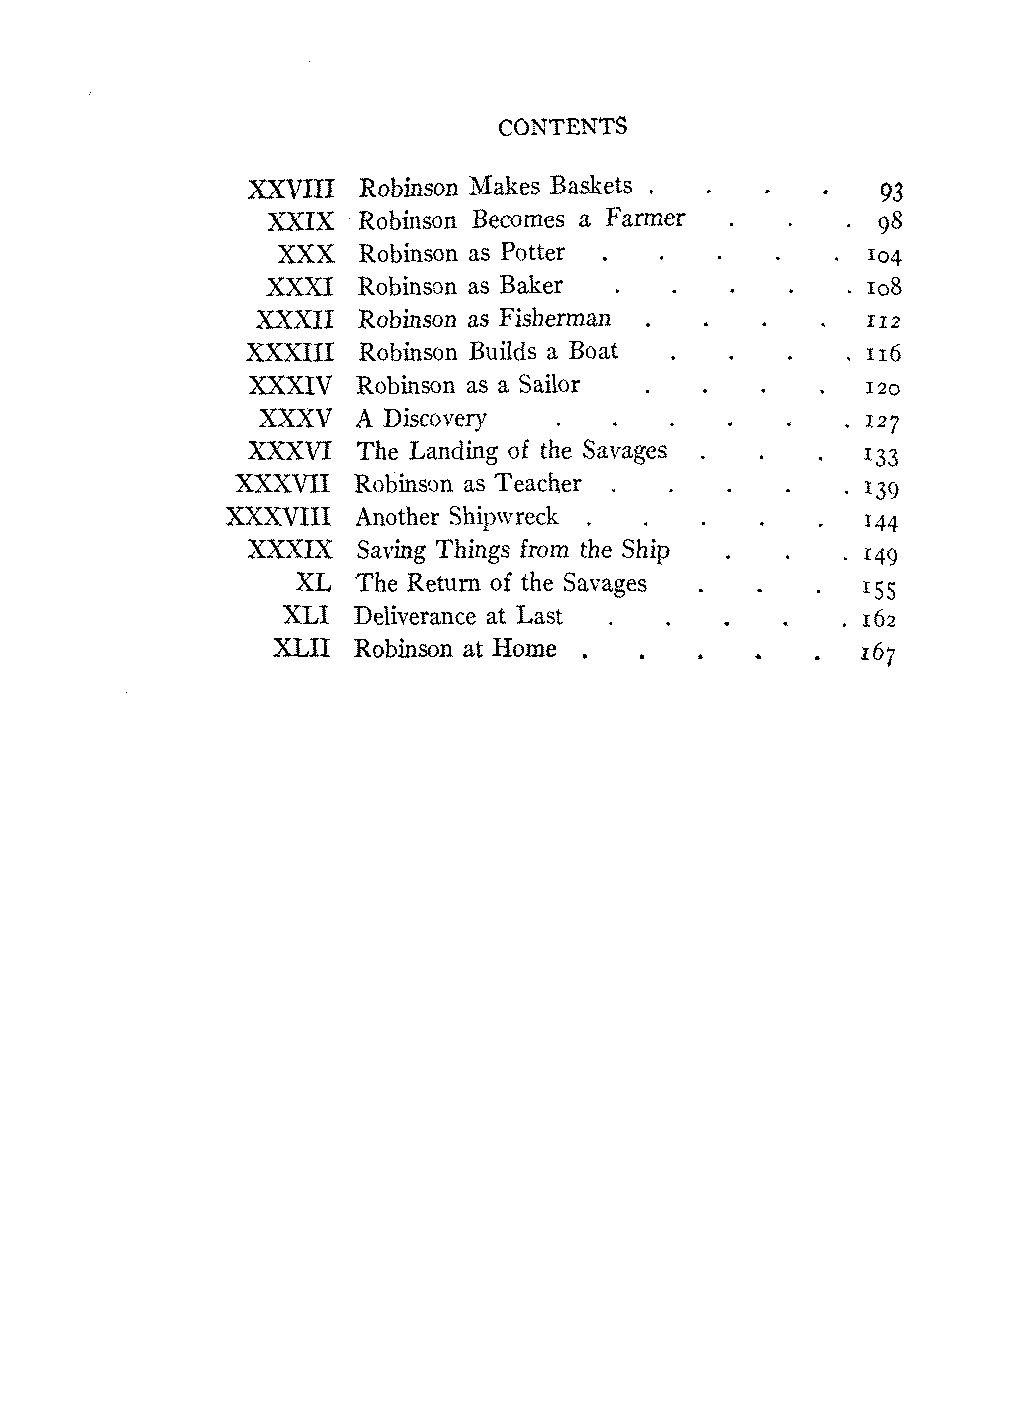 CONTENTS
XXVIII Robinson Makes Baskets . . . . 93
XXIX Robinson Becomes a Farmer . . . 98
XXX Robinson as Potter . . . . . 104
XXXI Robinson as Baker . . . . . 108
XXXII Robinson as Fisherman . . . . 112
XXXIII Robinson Builds a Boat . . . . 116
XXXIV Robinson as a Sailor . . . . 120
XXXV A Discovery . . . . . . 127
XXXVI The Landing of the Savages . . . 133
XXXVII Robinson as Teacher . . . . . 139
XXXVIII Another Shipwreck . . . . . 144
XXXIX Saving Things from the Ship . . . 149
XL The Return of the Savages . . . 155
XLI Deliverance at Last . . . . . 162
XLII Robinson at Home . . . . . 167